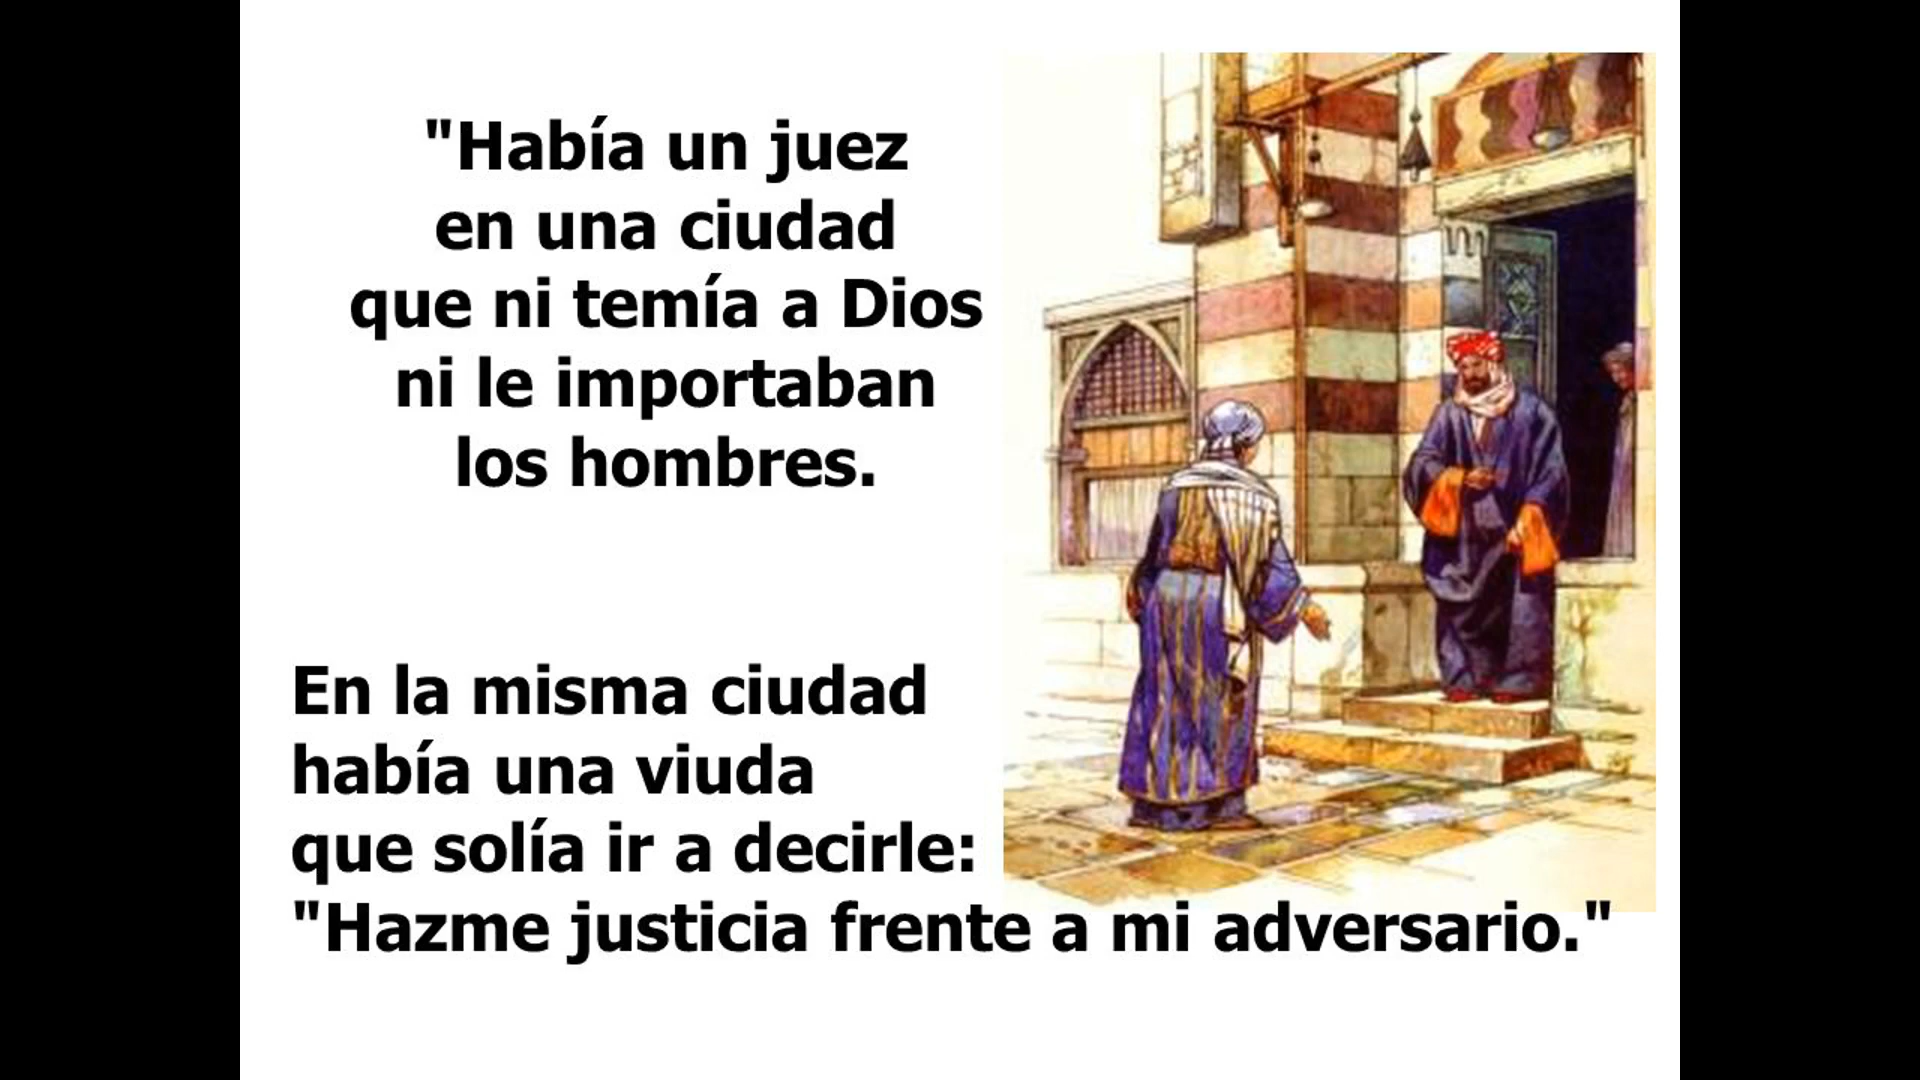 "Había un juez
en una ciudad
que ni temía a Dios
ni le importaban
los hombres.
En la misma ciudad
había una viuda
que solía ir a decirle:
"Hazme justicia frente a mi adversario."